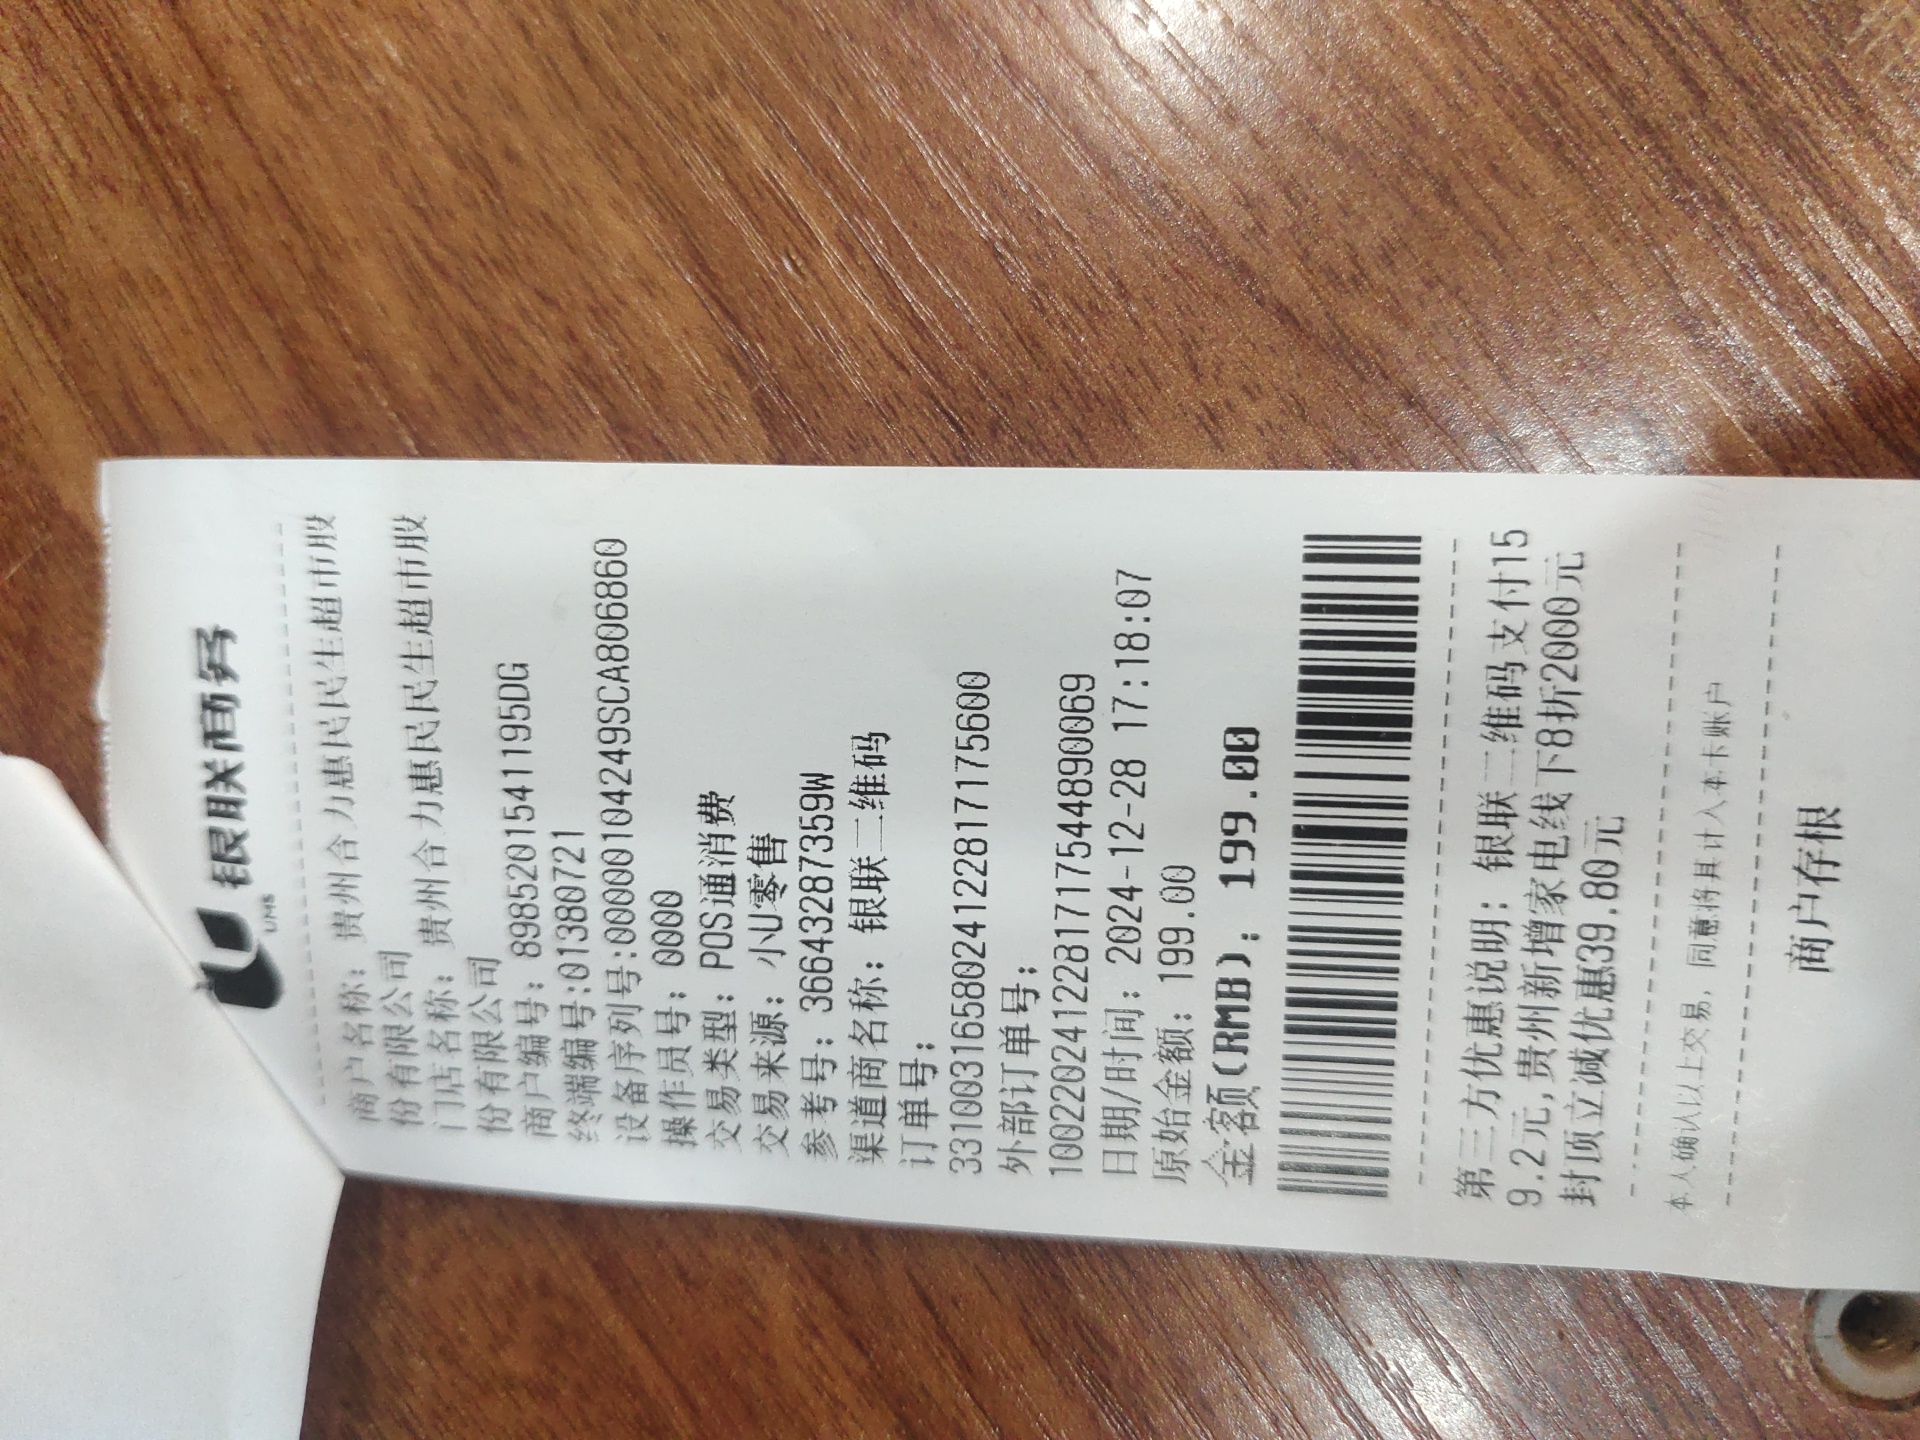 银联商务
UMS
商户名称： 贵州合力惠民民生超市股
份有限公司
门店名称： 贵州合力惠民民生超市股
份有限公司
商户编号：898520154111950G
终端编号:01380721
设备序列号:00000104249SCA806860
操作员号： 0000
交易类型： POS通消费
交易来源： 小U零售
参考号：36643287359W
渠道商名称：银联二维码
订单号：
33100316580241228171756​00
外部订单号：
10022024122817175448900​69
日期/时间：2024-12-28 17:18:07
原始金额：199.00
金额(RMB)：199.00
第三方优惠说明：银联二维码支付15
9.2元,贵州新增家电线下8折2000元
封顶立减优惠39.80元
本人确认以上交易，同意将其计入本卡账户
商户存根